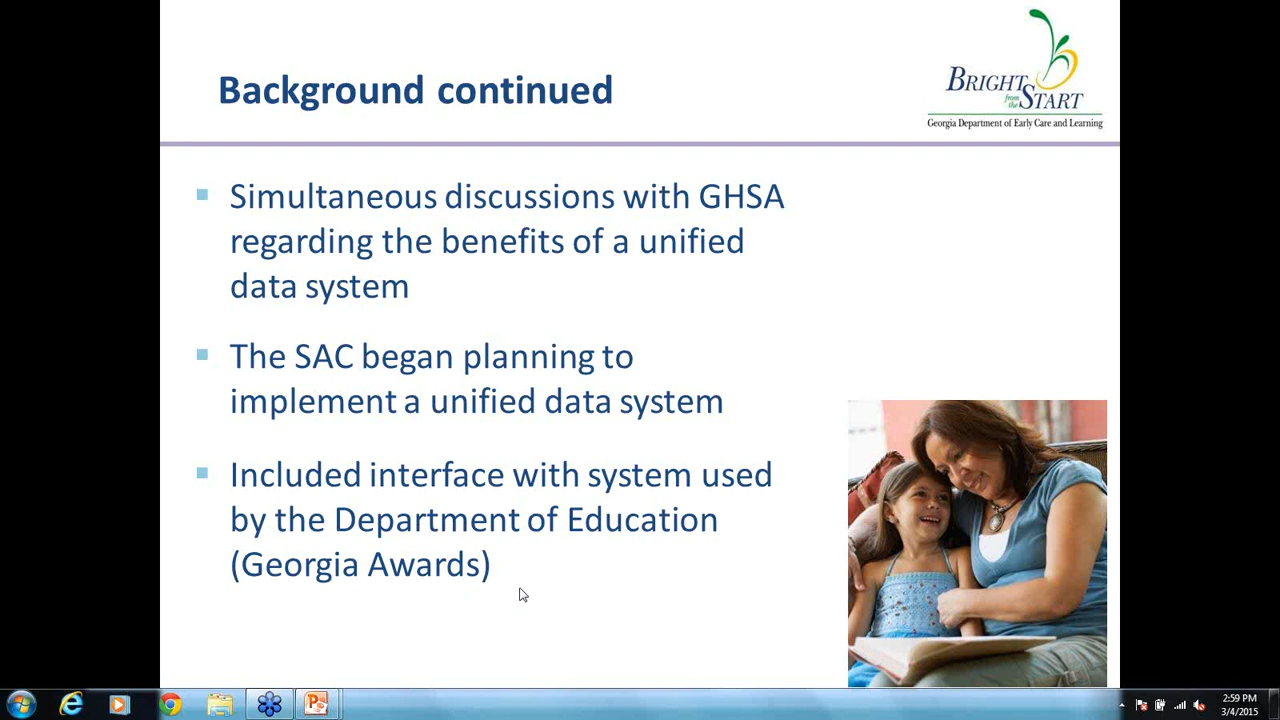 Background continued
BRIGHT
from the START
Georgia Department of Early Care and Learning
Simultaneous discussions with GHSA
regarding the benefits of a unified
data system
The SAC began planning to
implement a unified data system
Included interface with system used
by the Department of Education
(Georgia Awards)
2:59 PM
3/4/2015